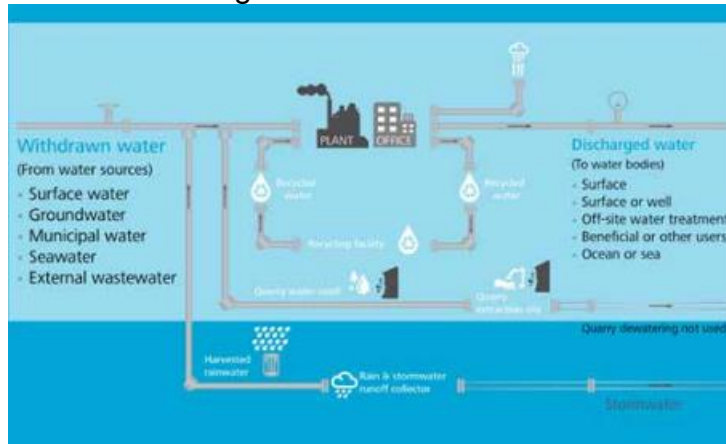 Withdrawn water
(From water sources)
- Surface water
- Groundwater
- Municipal water
- Seawater
- External wastewater
PLANT
OFFICE
Recycled
water
Recycled
water
Recycling facility
Discharged water
(To water bodies)
- Surface
- Surface or well
- Off-site water treatment
- Beneficial or other users
- Ocean or sea
Quarry water used
Quarry
extraction only
Quarry dewatering not used
Harvested
rainwater
Rain & stormwater
runoff collector
Stormwater